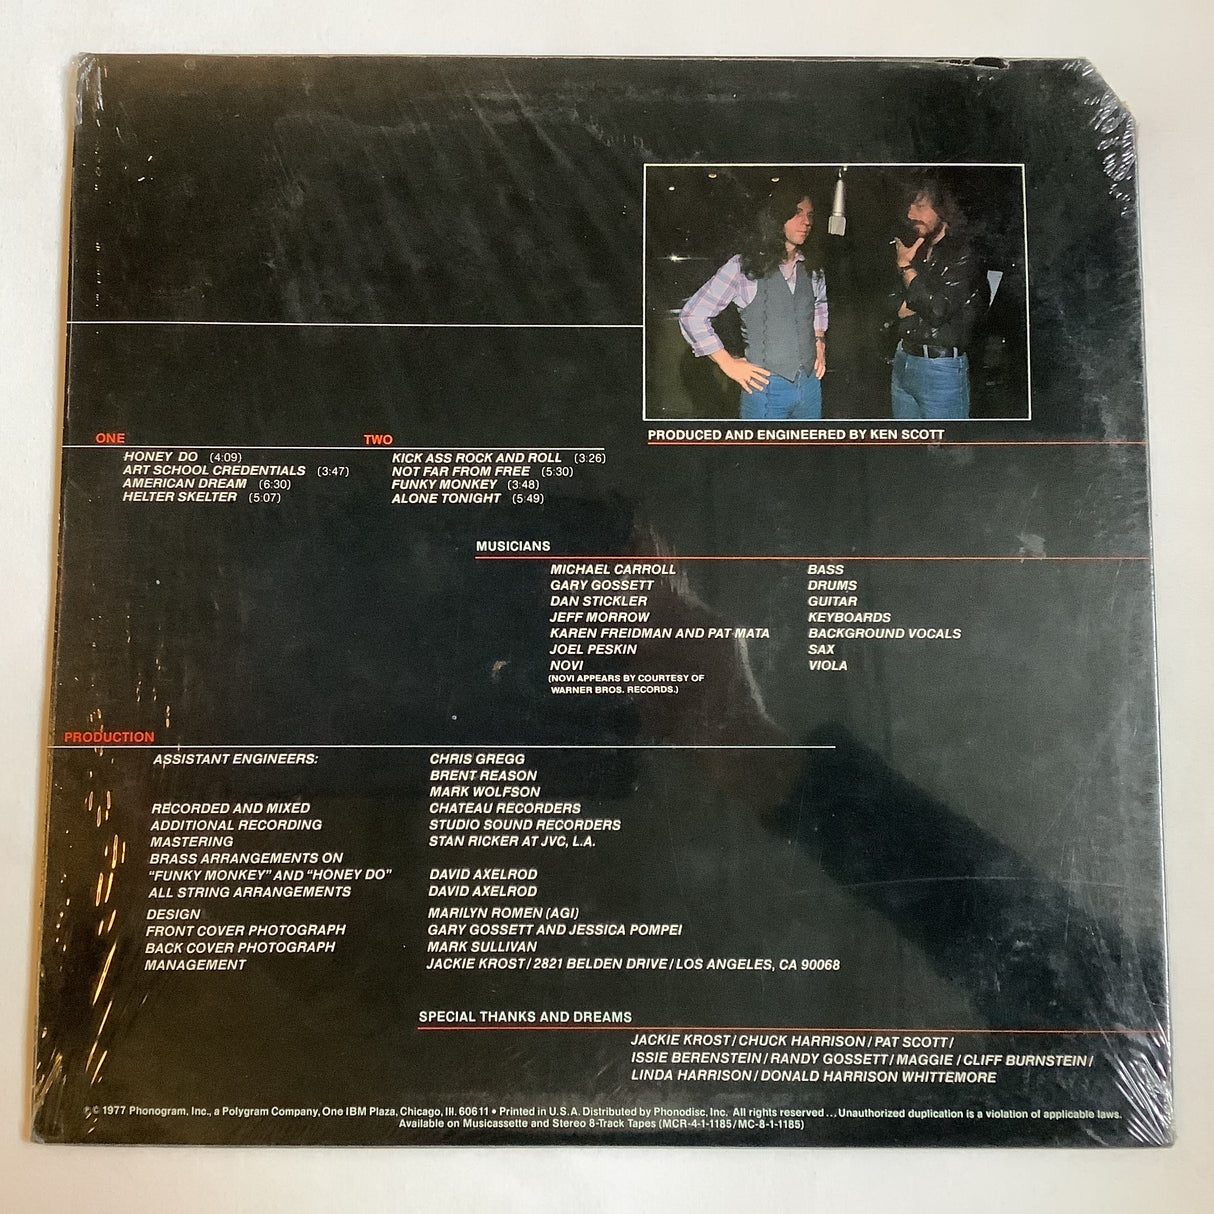 ONE
HONEY DO (4:09)
ART SCHOOL CREDENTIALS (3:47)
AMERICAN DREAM (6:30)
HELTER SKELTER (5:07)
TWO
KICK ASS ROCK AND ROLL (3:26)
NOT FAR FROM FREE (5:30)
FUNKY MONKEY (3:48)
ALONE TONIGHT (5:49)
PRODUCED AND ENGINEERED BY KEN SCOTT
MUSICIANS
MICHAEL CARROLL BASS
GARY GOSSETT DRUMS
DAN STICKLER GUITAR
JEFF MORROW KEYBOARDS
KAREN FREIDMAN AND PAT MATA BACKGROUND VOCALS
JOEL PESKIN SAX
NOVI VIOLA
(NOVI APPEARS BY COURTESY OF
WARNER BROS. RECORDS.)
PRODUCTION
ASSISTANT ENGINEERS: CHRIS GREGG
BRENT REASON
MARK WOLFSON
RECORDED AND MIXED CHATEAU RECORDERS
ADDITIONAL RECORDING STUDIO SOUND RECORDERS
MASTERING STAN RICKER AT JVC, L.A.
BRASS ARRANGEMENTS ON
"FUNKY MONKEY" AND "HONEY DO" DAVID AXELROD
ALL STRING ARRANGEMENTS DAVID AXELROD
DESIGN MARILYN ROMEN (AGI)
FRONT COVER PHOTOGRAPH GARY GOSSETT AND JESSICA POMPEI
BACK COVER PHOTOGRAPH MARK SULLIVAN
MANAGEMENT JACKIE KROST / 2821 BELDEN DRIVE / LOS ANGELES, CA 90068
SPECIAL THANKS AND DREAMS
JACKIE KROST / CHUCK HARRISON / PAT SCOTT /
ISSIE BERENSTEIN / RANDY GOSSETT / MAGGIE / CLIFF BURNSTEIN /
LINDA HARRISON / DONALD HARRISON WHITTEMORE
℗ © 1977 Phonogram, Inc., a Polygram Company, One IBM Plaza, Chicago, Ill. 60611 • Printed in U.S.A. Distributed by Phonodisc, Inc. All rights reserved... Unauthorized duplication is a violation of applicable laws.
Available on Musicassette and Stereo 8-Track Tapes (MCR-4-1-1185/MC-8-1-1185)